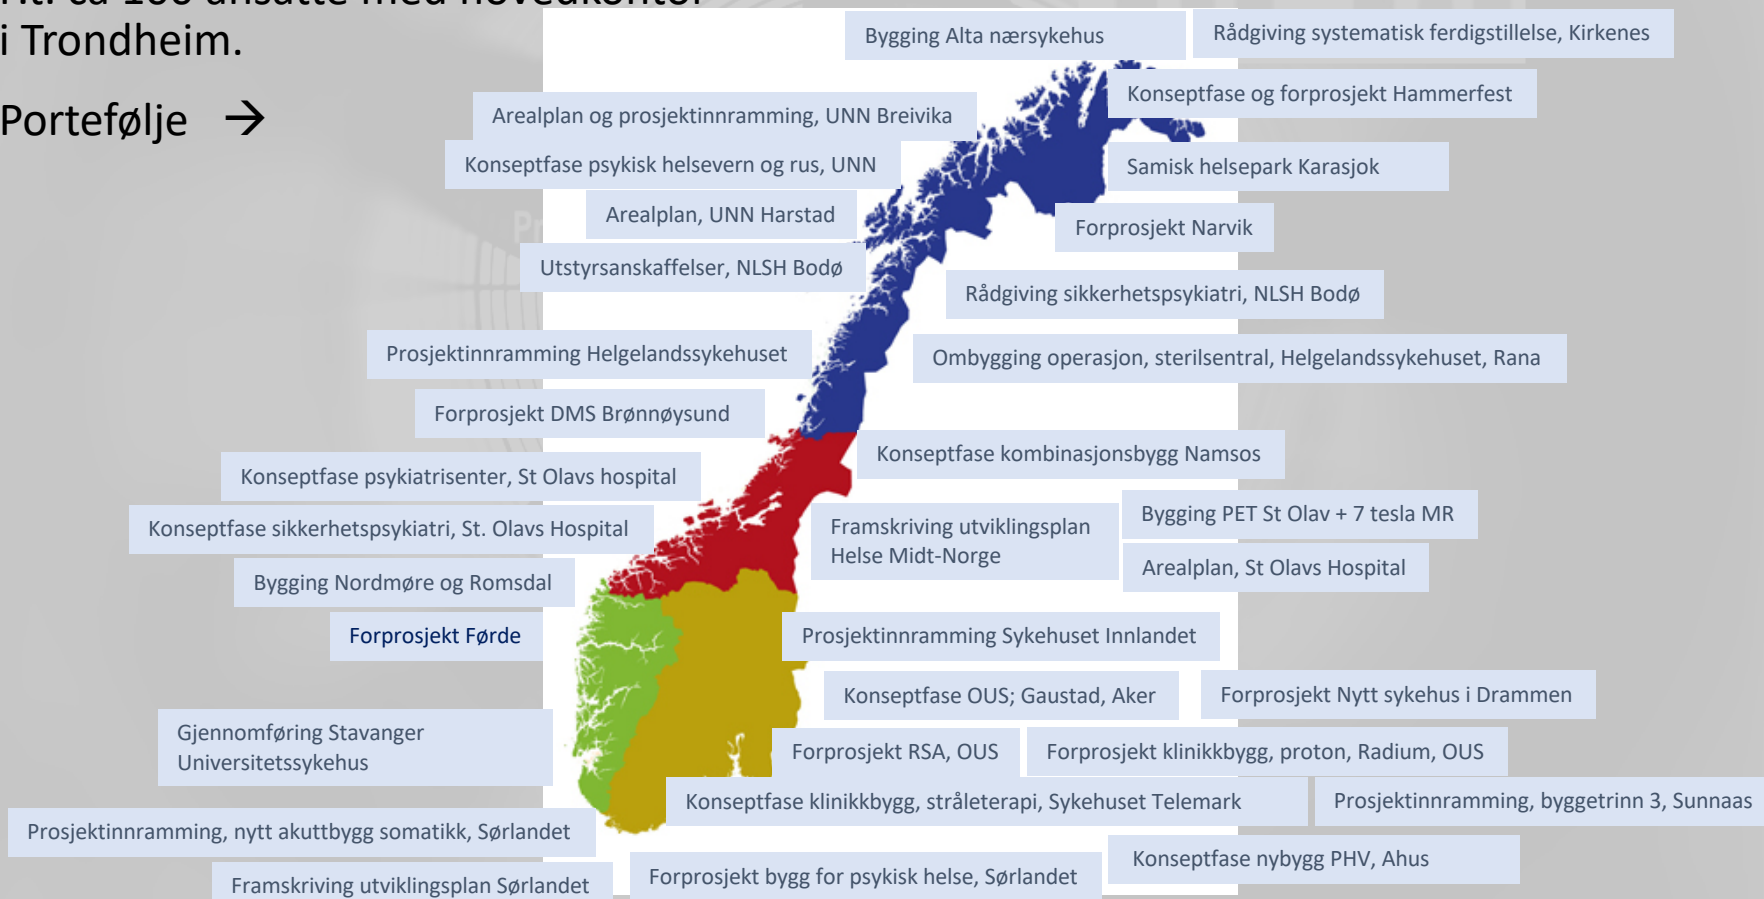 i Trondheim.
Portefølje →
Bygging Alta nærsykehus
Rådgiving systematisk ferdigstillelse, Kirkenes
Arealplan og prosjektinnramming, UNN Breivika
Konseptfase og forprosjekt Hammerfest
Konseptfase psykisk helsevern og rus, UNN
Samisk helsepark Karasjok
Arealplan, UNN Harstad
Forprosjekt Narvik
Utstyrsanskaffelser, NLSH Bodø
Rådgiving sikkerhetspsykiatri, NLSH Bodø
Prosjektinnramming Helgelandssykehuset
Ombygging operasjon, sterilsentral, Helgelandssykehuset, Rana
Forprosjekt DMS Brønnøysund
Konseptfase kombinasjonsbygg Namsos
Konseptfase psykiatrisenter, St Olavs hospital
Konseptfase sikkerhetspsykiatri, St. Olavs Hospital
Framskriving utviklingsplan
Helse Midt-Norge
Bygging PET St Olav + 7 tesla MR
Arealplan, St Olavs Hospital
Bygging Nordmøre og Romsdal
Forprosjekt Førde
Prosjektinnramming Sykehuset Innlandet
Konseptfase OUS; Gaustad, Aker
Forprosjekt Nytt sykehus i Drammen
Gjennomføring Stavanger
Universitetssykehus
Forprosjekt RSA, OUS
Forprosjekt klinikkbygg, proton, Radium, OUS
Konseptfase klinikkbygg, stråleterapi, Sykehuset Telemark
Prosjektinnramming, byggetrinn 3, Sunnaas
Prosjektinnramming, nytt akuttbygg somatikk, Sørlandet
Konseptfase nybygg PHV, Ahus
Framskriving utviklingsplan Sørlandet
Forprosjekt bygg for psykisk helse, Sørlandet